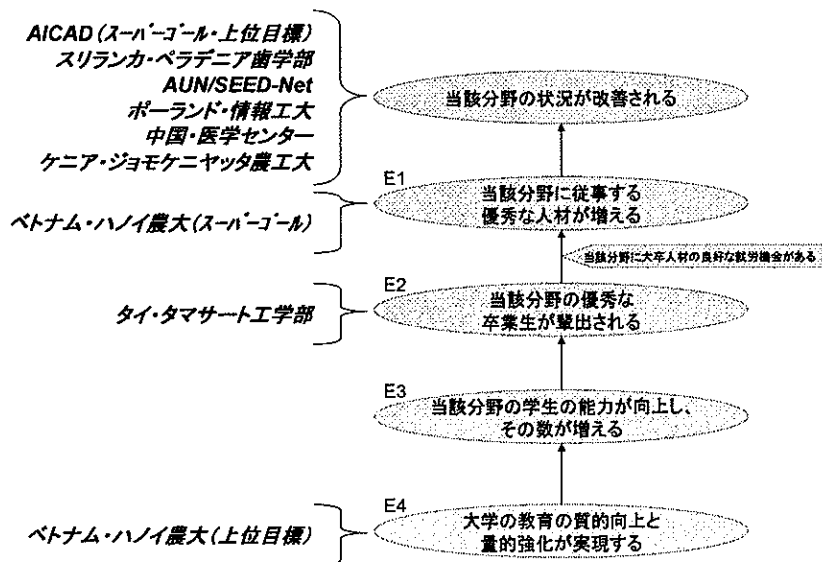 AICAD (スーパーゴール・上位目標)
スリランカ・ペラデニア歯学部
AUN/SEED-Net
ポーランド・情報工大
中国・医学センター
ケニア・ジョモケニヤッタ農工大
当該分野の状況が改善される
E1
当該分野に従事する
優秀な人材が増える
ベトナム・ハノイ農大(スーパーゴール)
当該分野に大卒人材の良好な就労機会がある
E2
当該分野の優秀な
卒業生が輩出される
タイ・タマサート工学部
E3
当該分野の学生の能力が向上し、
その数が増える
E4
大学の教育の質的向上と
量的強化が実現する
ベトナム・ハノイ農大(上位目標)